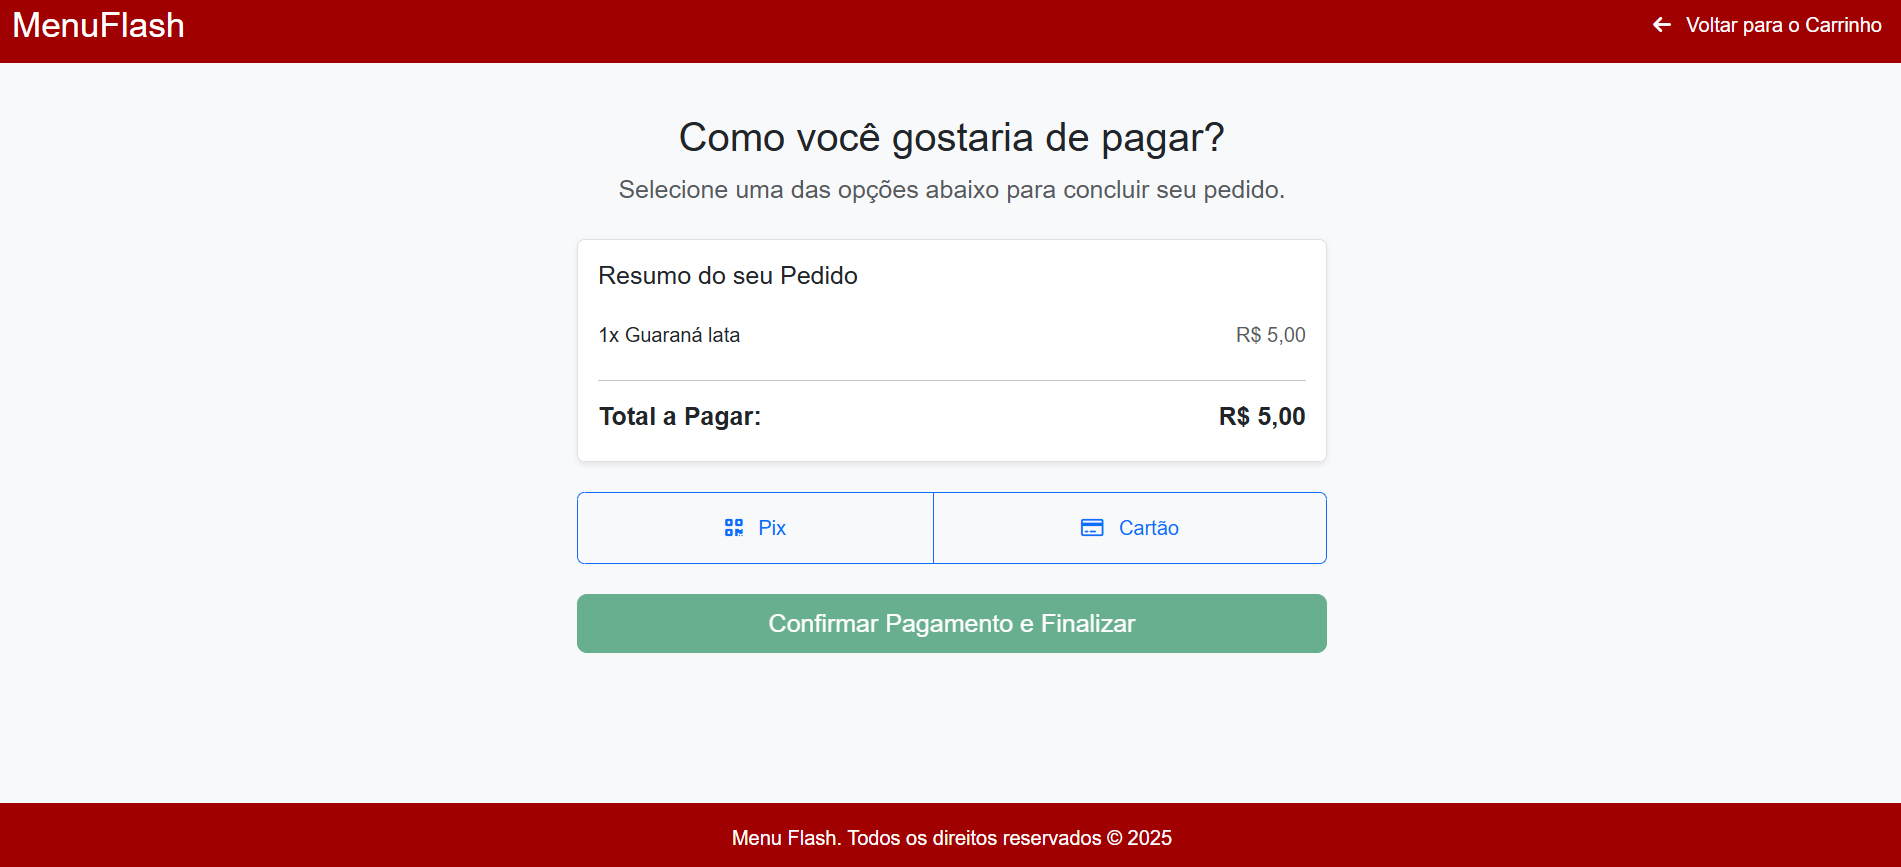 MenuFlash
Voltar para o Carrinho
Como você gostaria de pagar?
Selecione uma das opções abaixo para concluir seu pedido.
Resumo do seu Pedido
1x Guaraná lata R$ 5,00
Total a Pagar: R$ 5,00
Pix Cartão
Confirmar Pagamento e Finalizar
Menu Flash. Todos os direitos reservados © 2025